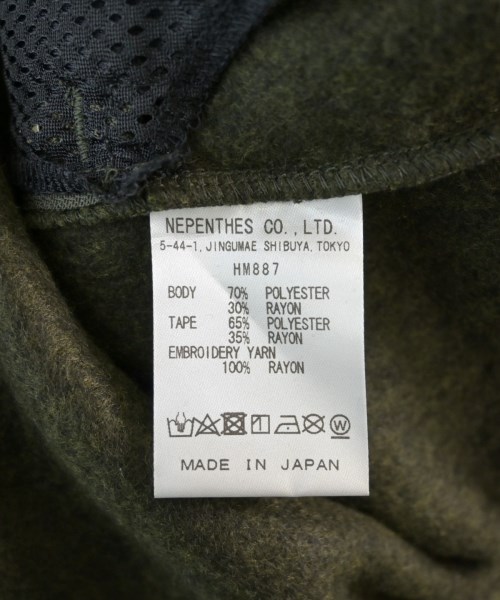 NEPENTHES CO.,LTD.
5-44-1, JINGUMAE SHIBUYA, TOKYO
HM887
BODY 70% POLYESTER
30% RAYON
TAPE 65% POLYESTER
35% RAYON
EMBROIDERY YARN
100% RAYON
W
MADE IN JAPAN